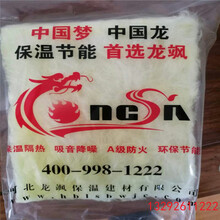 中国梦 中国龙
保温节能 首选龙飒
LoncSA
保温隔热 吸音降噪 A级防火 环保节能
400-998-1222
河北龙飒保温建材有限公司
13292671222